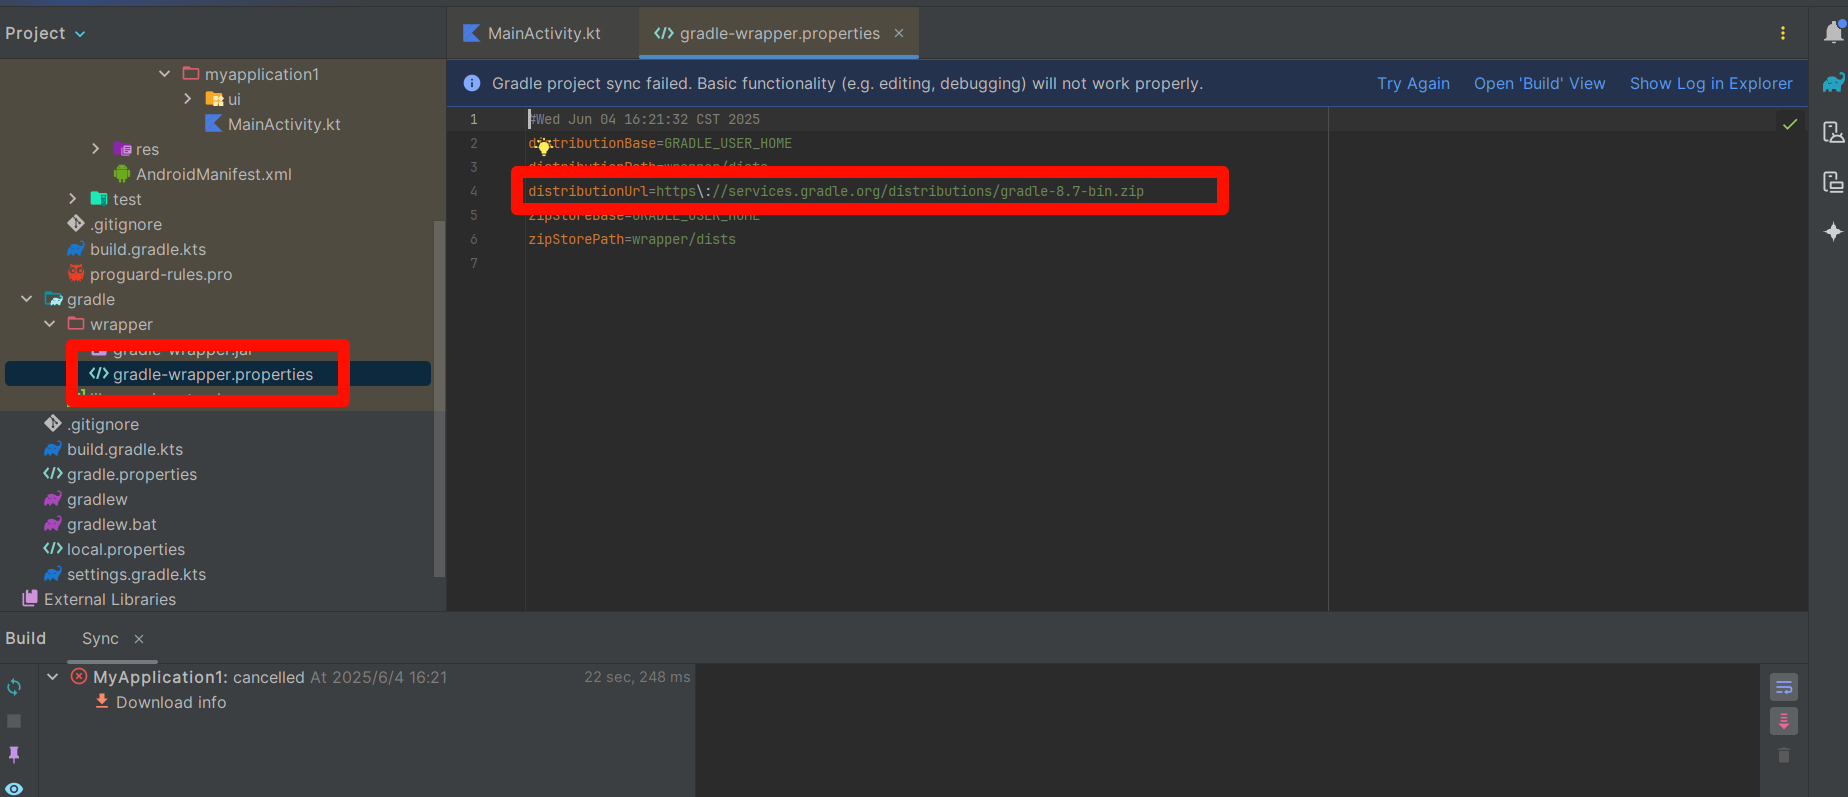 Project
MainActivity.kt
gradle-wrapper.properties
myapplication1
ui
MainActivity.kt
res
AndroidManifest.xml
test
.gitignore
build.gradle.kts
proguard-rules.pro
gradle
wrapper
gradle-wrapper.jar
gradle-wrapper.properties
.gitignore
build.gradle.kts
gradle.properties
gradlew
gradlew.bat
local.properties
settings.gradle.kts
External Libraries
Gradle project sync failed. Basic functionality (e.g. editing, debugging) will not work properly. Try Again Open 'Build' View Show Log in Explorer
1 #Wed Jun 04 16:21:32 CST 2025
2 distributionBase=GRADLE_USER_HOME
3 distributionPath=wrapper/dists
4 distributionUrl=https\://services.gradle.org/distributions/gradle-8.7-bin.zip
5 zipStoreBase=GRADLE_USER_HOME
6 zipStorePath=wrapper/dists
7
Build Sync
MyApplication1: cancelled At 2025/6/4 16:21 22 sec, 248 ms
Download info